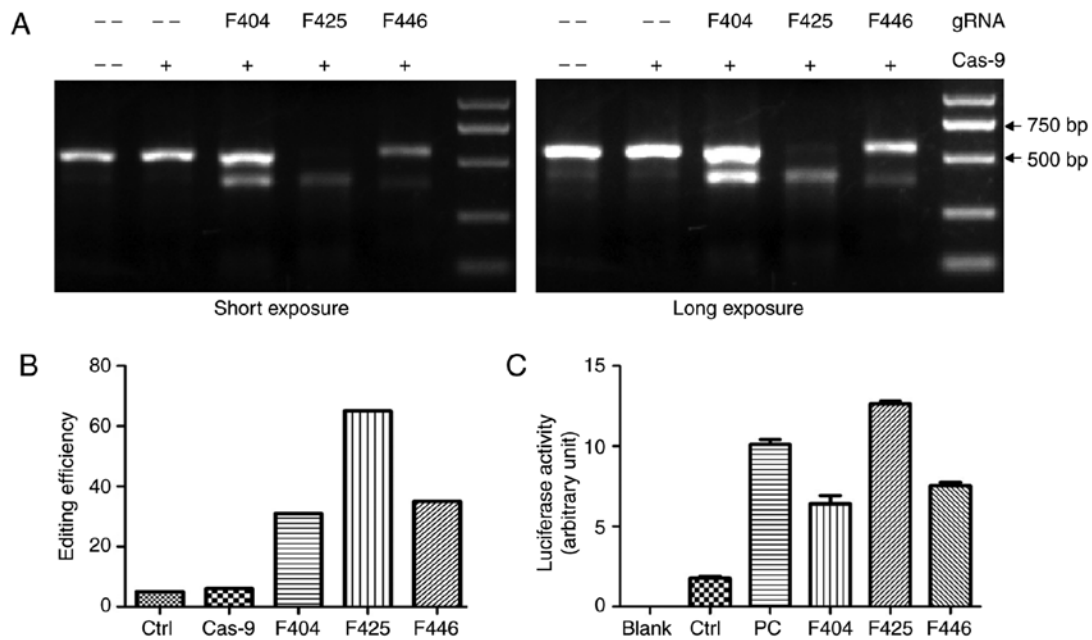 A
-- -- F404 F425 F446 -- -- F404 F425 F446 gRNA
-- + + + + -- + + + + Cas-9
750 bp
500 bp
Short exposure Long exposure
B
Editing efficiency
80
60
40
20
0
Ctrl Cas-9 F404 F425 F446
C
Luciferase activity
(arbitrary unit)
15
10
5
0
Blank Ctrl PC F404 F425 F446